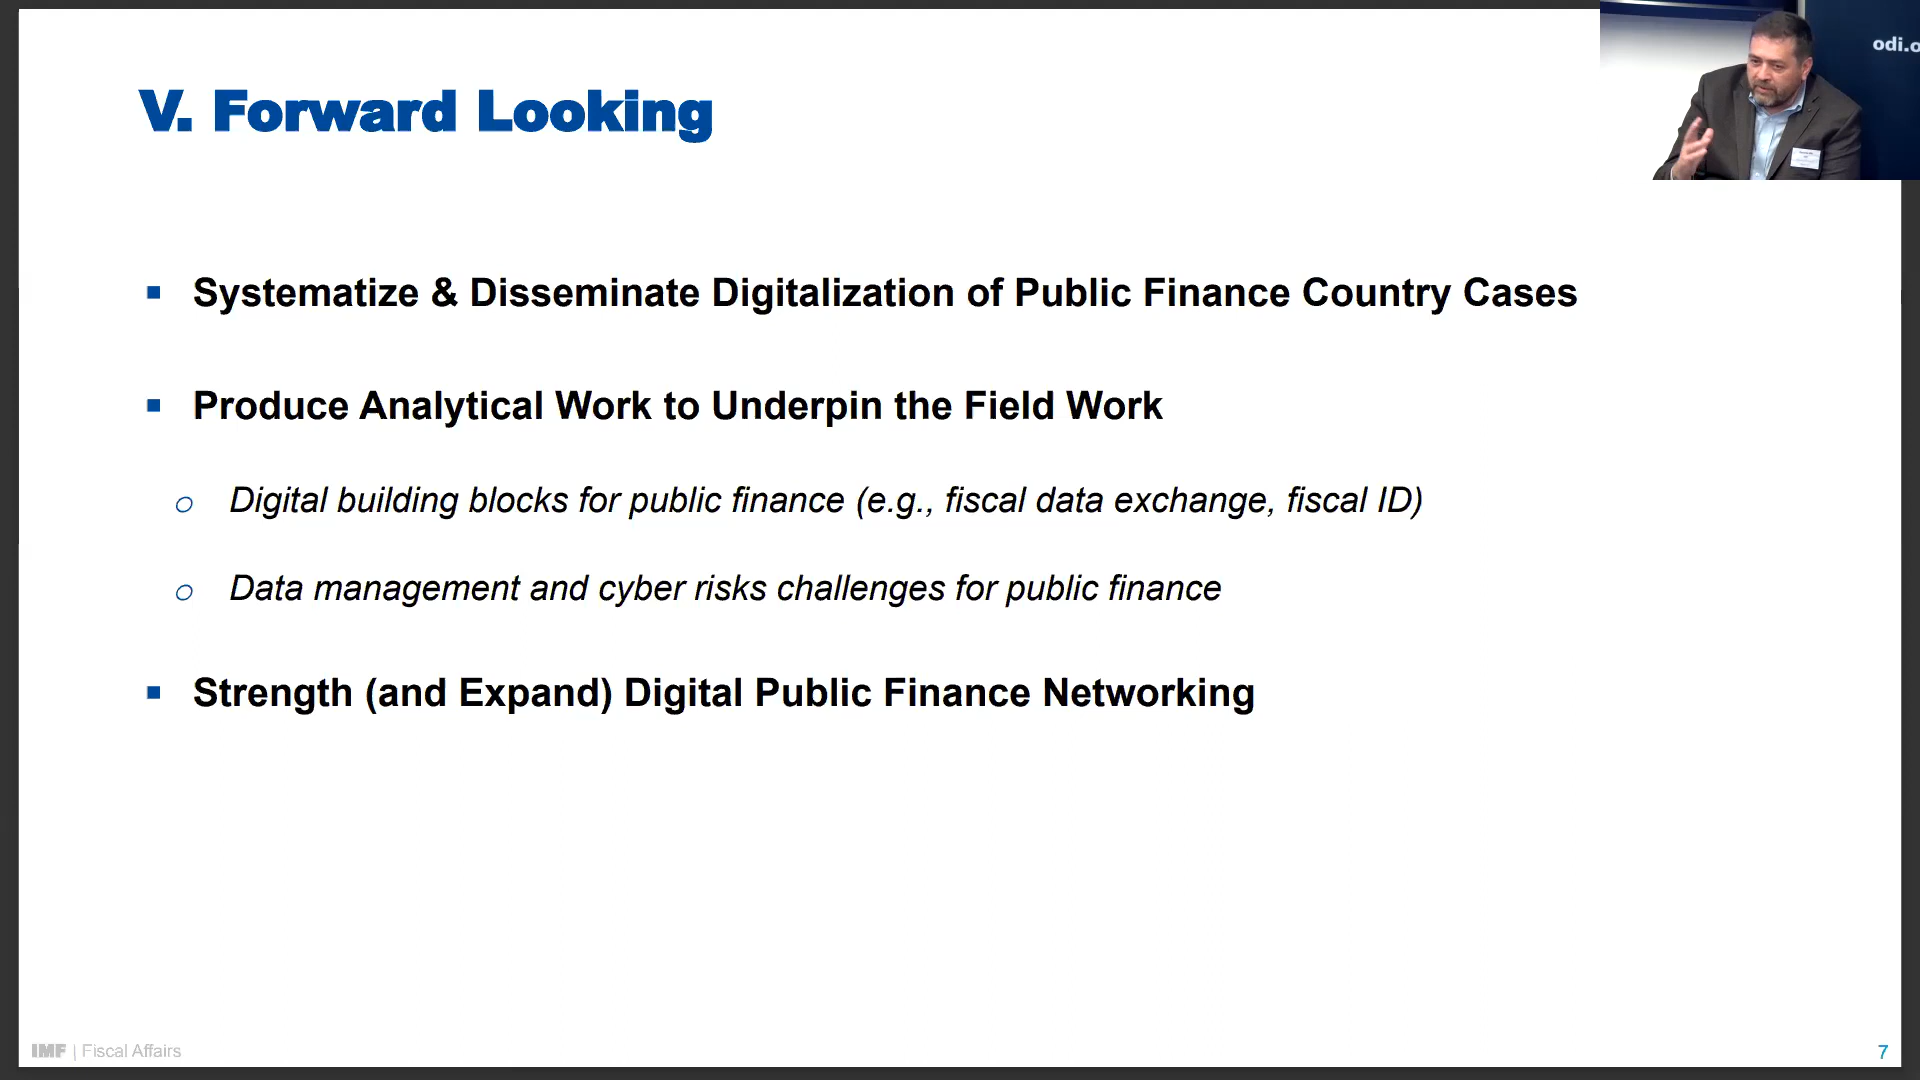 odi.o
V. Forward Looking
Systematize & Disseminate Digitalization of Public Finance Country Cases
Produce Analytical Work to Underpin the Field Work
Digital building blocks for public finance (e.g., fiscal data exchange, fiscal ID)
Data management and cyber risks challenges for public finance
Strength (and Expand) Digital Public Finance Networking
IMF | Fiscal Affairs
7